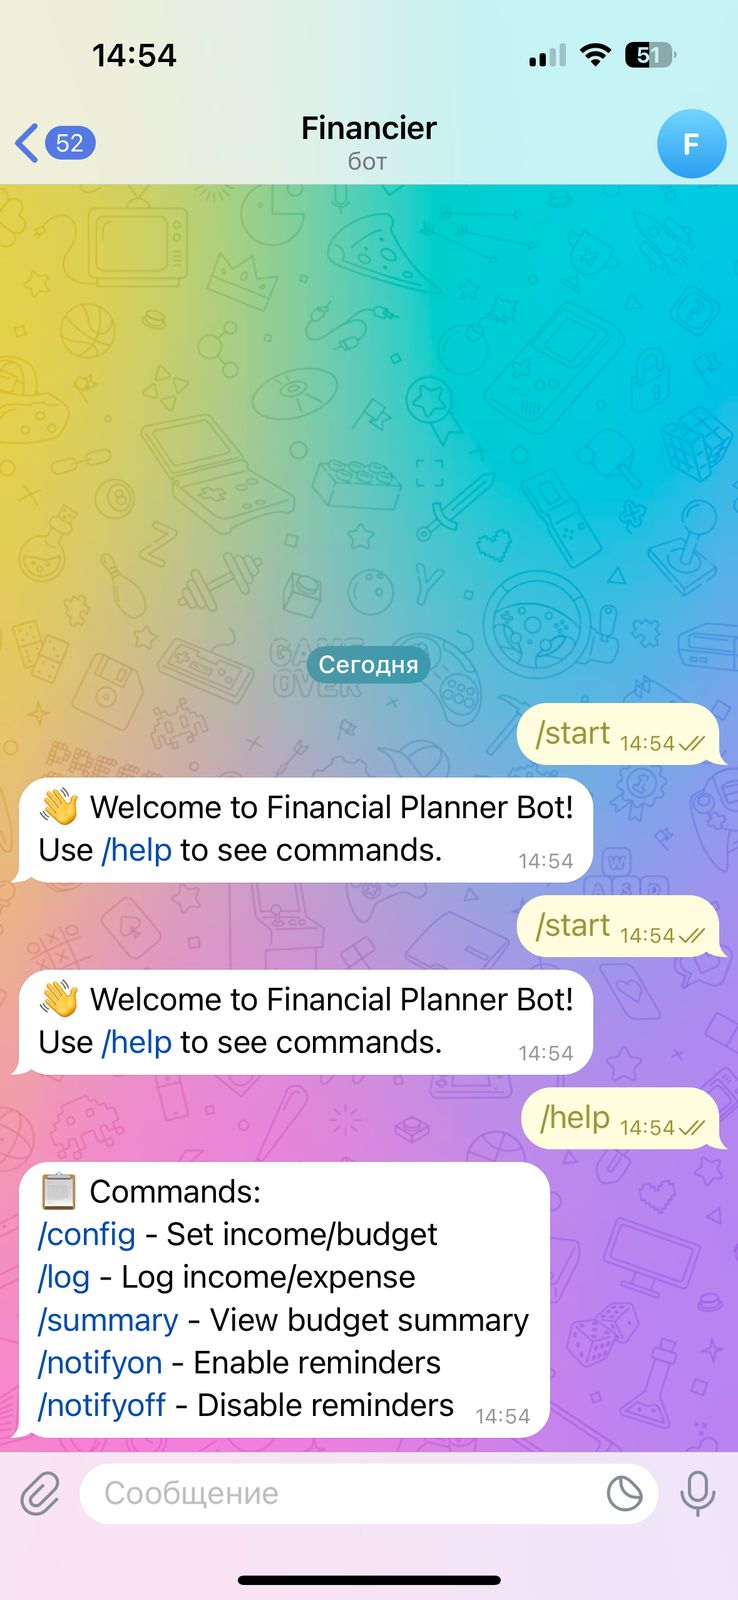 14:54
51
52
Financier
бот
F
GAME
OVER
Сегодня
/start 14:54
👋 Welcome to Financial Planner Bot!
Use /help to see commands. 14:54
/start 14:54
👋 Welcome to Financial Planner Bot!
Use /help to see commands. 14:54
/help 14:54
📋 Commands:
/config - Set income/budget
/log - Log income/expense
/summary - View budget summary
/notifyon - Enable reminders
/notifyoff - Disable reminders 14:54
Сообщение